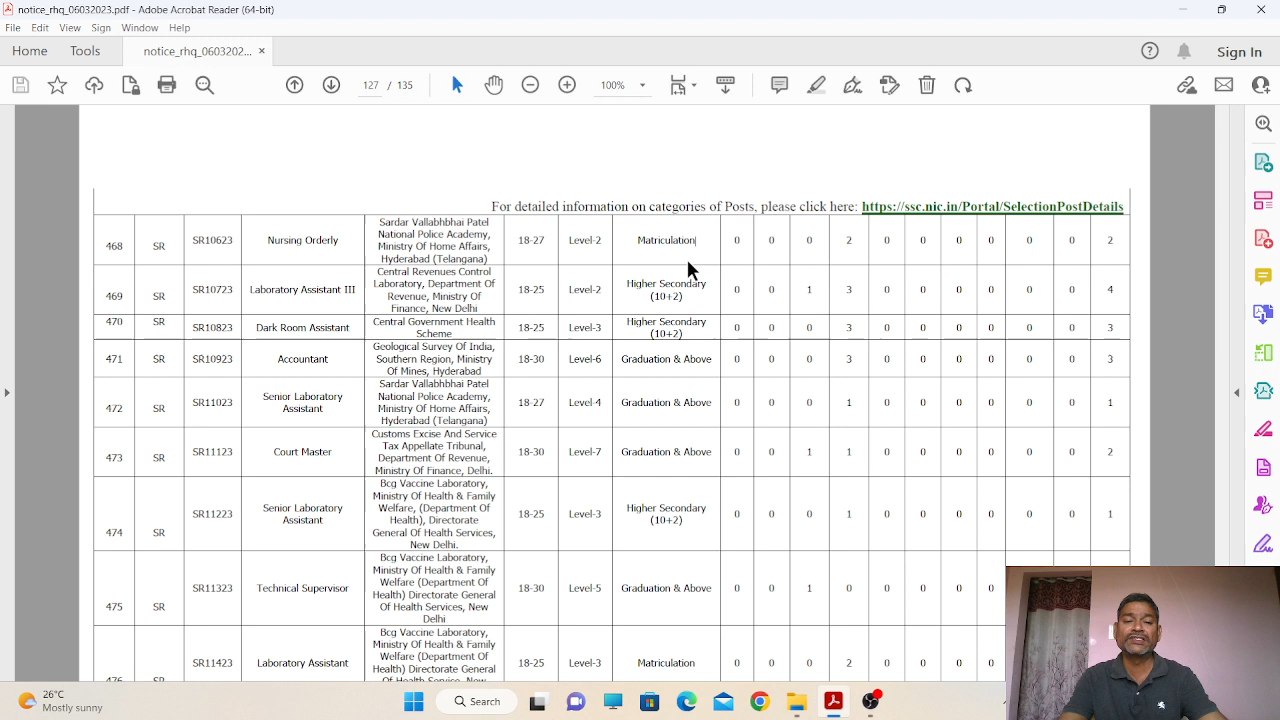 notice_rhq_06032023.pdf - Adobe Acrobat Reader (64-bit)
File Edit View Sign Window Help
Home Tools notice_rhq_0603202... × Sign In
127 / 135 100%
For detailed information on categories of Posts, please click here: https://ssc.nic.in/Portal/SelectionPostDetails
468 SR SR10623 Nursing Orderly Sardar Vallabhbhai Patel
National Police Academy,
Ministry Of Home Affairs,
Hyderabad (Telangana) 18-27 Level-2 Matriculation 0 0 0 2 0 0 0 0 0 0 2
469 SR SR10723 Laboratory Assistant III Central Revenues Control
Laboratory, Department Of
Revenue, Ministry Of
Finance, New Delhi 18-25 Level-2 Higher Secondary
(10+2) 0 0 1 3 0 0 0 0 0 0 4
470 SR SR10823 Dark Room Assistant Central Government Health
Scheme 18-25 Level-3 Higher Secondary
(10+2) 0 0 0 3 0 0 0 0 0 0 3
471 SR SR10923 Accountant Geological Survey Of India,
Southern Region, Ministry
Of Mines, Hyderabad 18-30 Level-6 Graduation & Above 0 0 0 3 0 0 0 0 0 0 3
472 SR SR11023 Senior Laboratory
Assistant Sardar Vallabhbhai Patel
National Police Academy,
Ministry Of Home Affairs,
Hyderabad (Telangana) 18-27 Level-4 Graduation & Above 0 0 0 1 0 0 0 0 0 0 1
473 SR SR11123 Court Master Customs Excise And Service
Tax Appellate Tribunal,
Department Of Revenue,
Ministry Of Finance, Delhi. 18-30 Level-7 Graduation & Above 0 0 1 1 0 0 0 0 0 0 2
474 SR SR11223 Senior Laboratory
Assistant Bcg Vaccine Laboratory,
Ministry Of Health & Family
Welfare, (Department Of
Health), Directorate
General Of Health Services,
New Delhi. 18-25 Level-3 Higher Secondary
(10+2) 0 0 0 1 0 0 0 0 0 0 1
475 SR SR11323 Technical Supervisor Bcg Vaccine Laboratory,
Ministry Of Health & Family
Welfare (Department Of
Health) Directorate General
Of Health Services, New
Delhi 18-30 Level-5 Graduation & Above 0 0 1 0 0 0 0 0
476 SR SR11423 Laboratory Assistant Bcg Vaccine Laboratory,
Ministry Of Health & Family
Welfare (Department Of
Health) Directorate General
Of Health Services, New 18-25 Level-3 Matriculation 0 0 0 2 0 0 0 0
26°C
Mostly sunny
Search